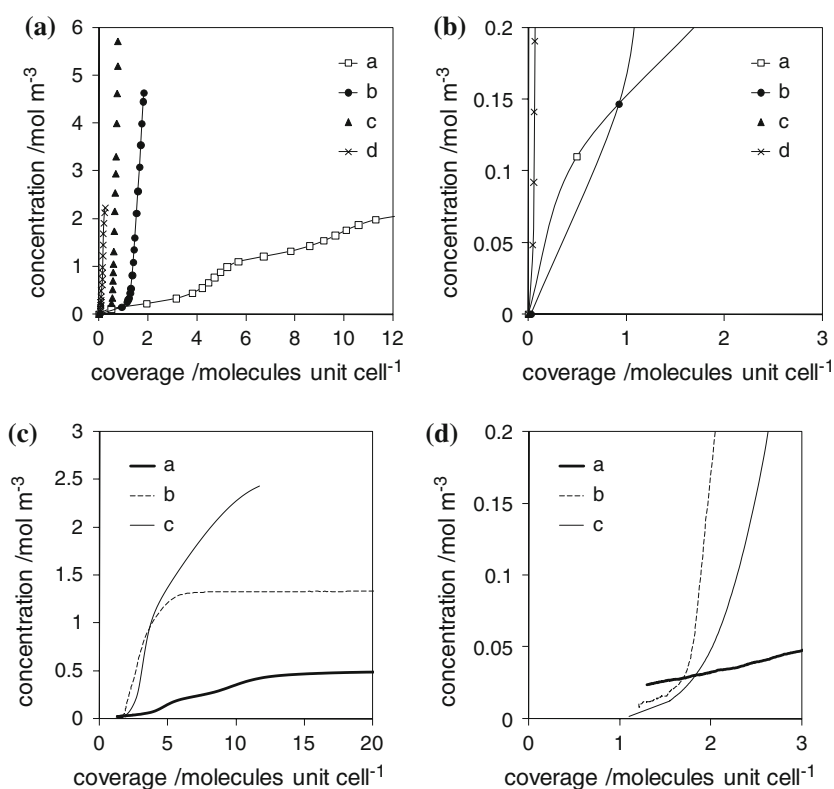 (a)
6
5
4
3
2
1
0
0 2 4 6 8 10 12
concentration /mol m-3
coverage /molecules unit cell-1
a
b
c
d
(b)
0.2
0.15
0.1
0.05
0
0 1 2 3
concentration /mol m-3
coverage /molecules unit cell-1
a
b
c
d
(c)
3
2.5
2
1.5
1
0.5
0
0 5 10 15 20
concentration /mol m-3
coverage /molecules unit cell-1
a
b
c
(d)
0.2
0.15
0.1
0.05
0
0 1 2 3
concentration /mol m-3
coverage /molecules unit cell-1
a
b
c